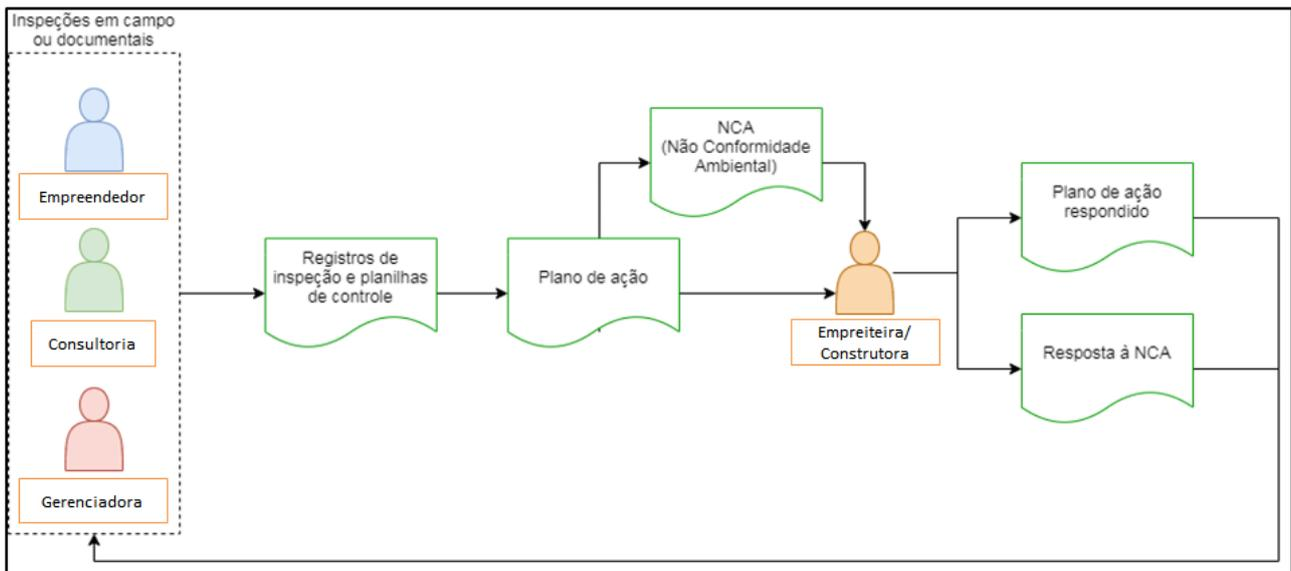 Inspeções em campo
ou documentais
Empreendedor
Consultoria
Gerenciadora
Registros de
inspeção e planilhas
de controle
Plano de ação
NCA
(Não Conformidade
Ambiental)
Empreiteira/
Construtora
Plano de ação
respondido
Resposta à NCA